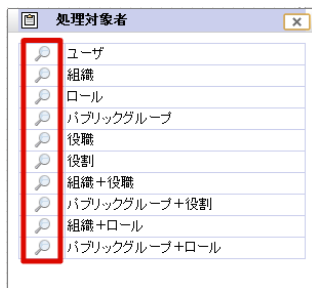 処理対象者
ユーザ
組織
ロール
パブリックグループ
役職
役割
組織＋役職
パブリックグループ＋役割
組織＋ロール
パブリックグループ＋ロール